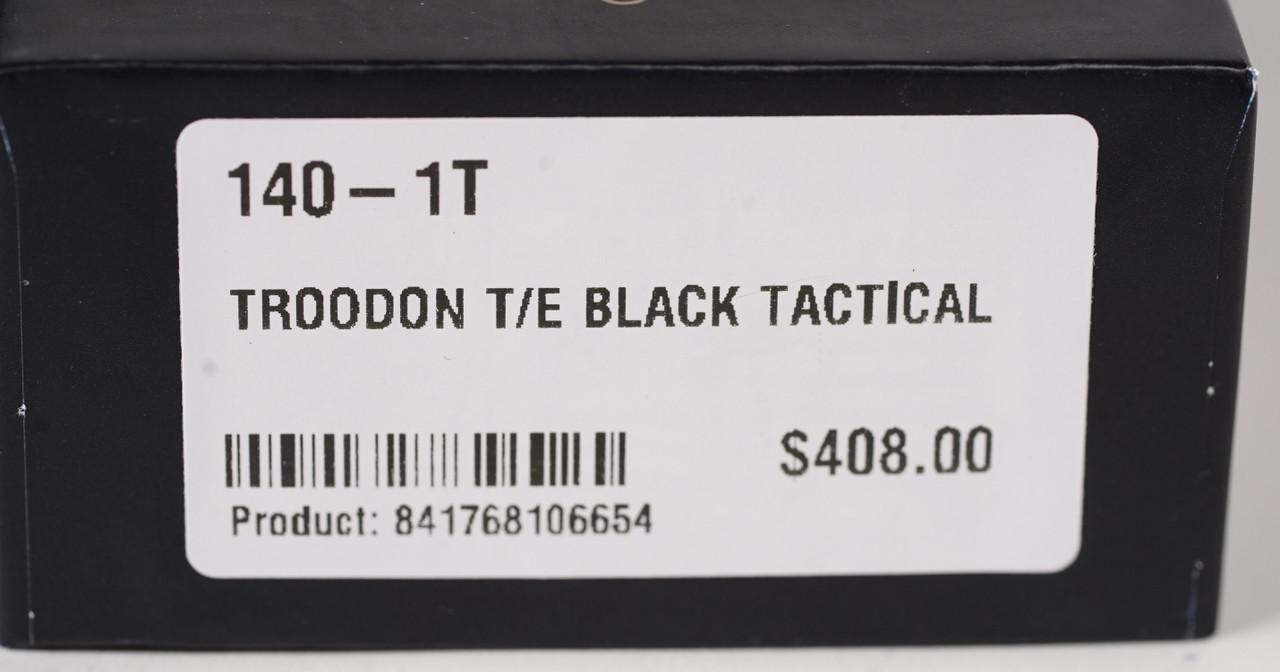 140 – 1T
TROODON T/E BLACK TACTICAL
$408.00
Product: 841768106654